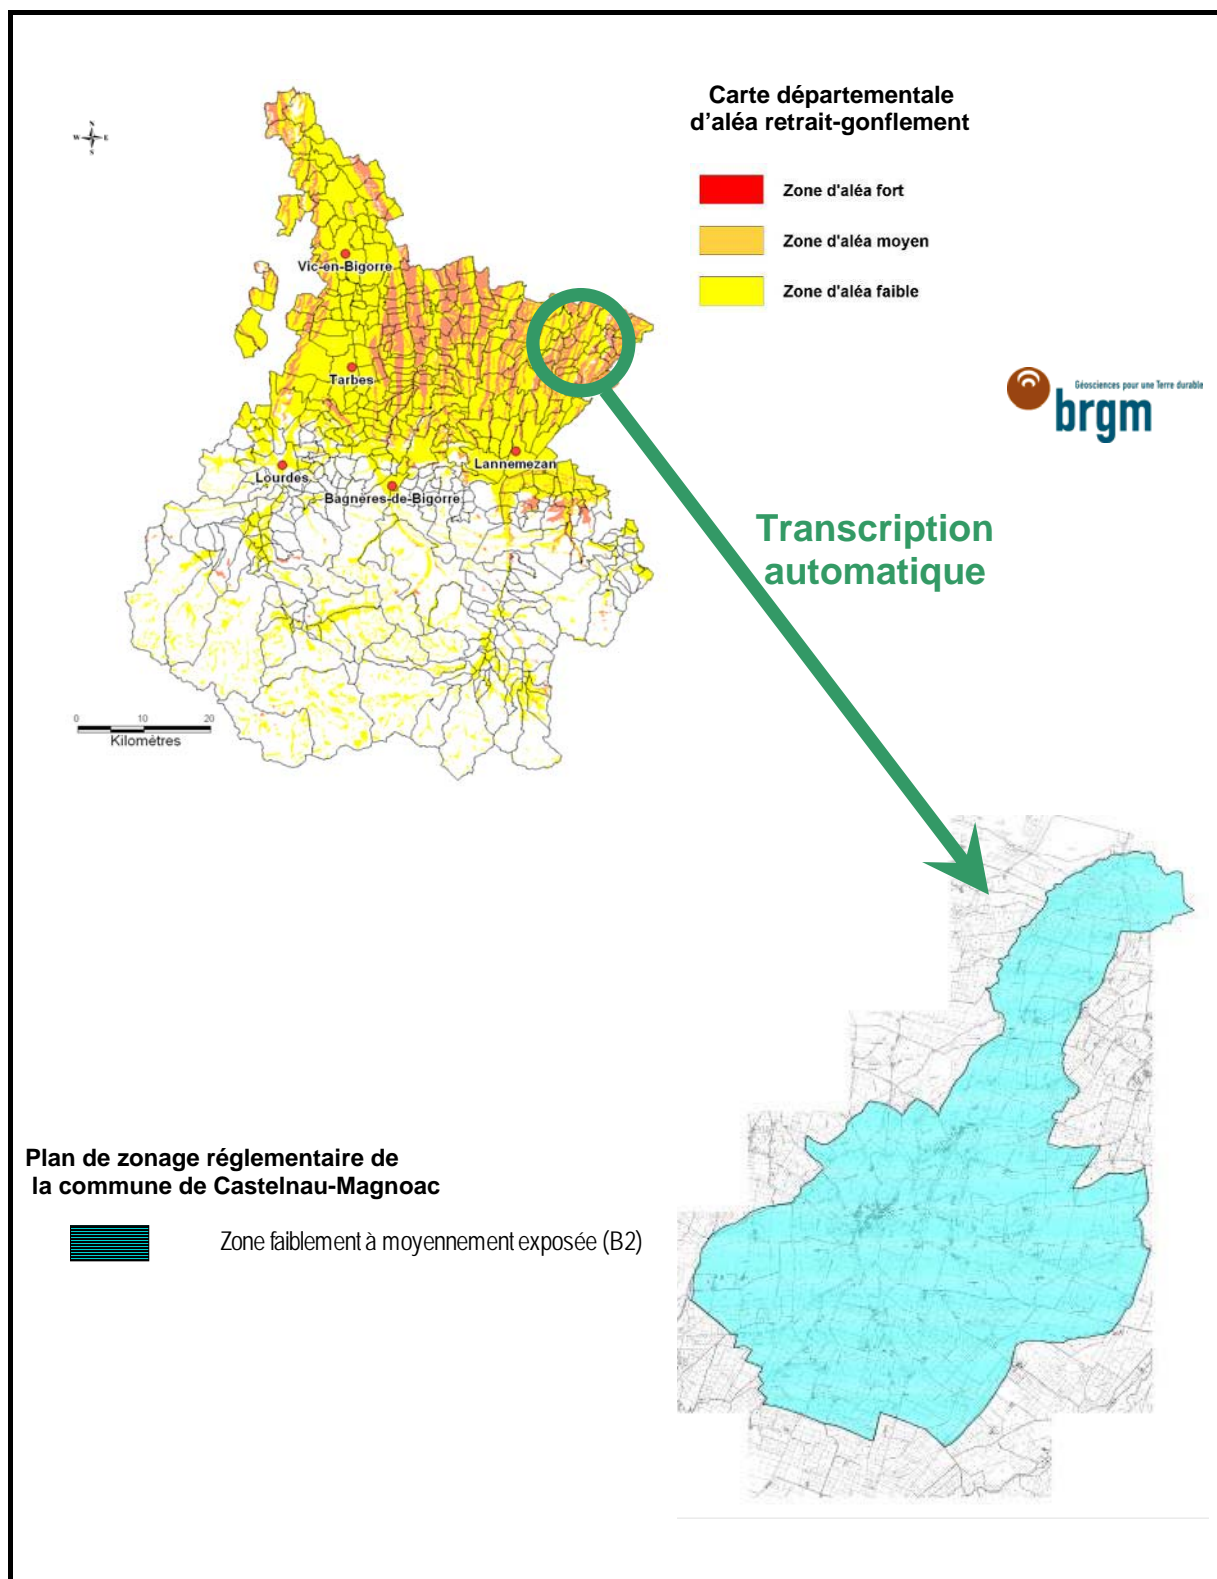 Carte départementale
d'aléa retrait-gonflement
N
W E
S
Zone d'aléa fort
Zone d'aléa moyen
Zone d'aléa faible
Vic-en-Bigorre
Tarbes
Lourdes
Bagnères-de-Bigorre
Lannemezan
Géosciences pour une Terre durable
brgm
Transcription
automatique
0 10 20
Kilomètres
Plan de zonage réglementaire de
la commune de Castelnau-Magnoac
Zone faiblement à moyennement exposée (B2)